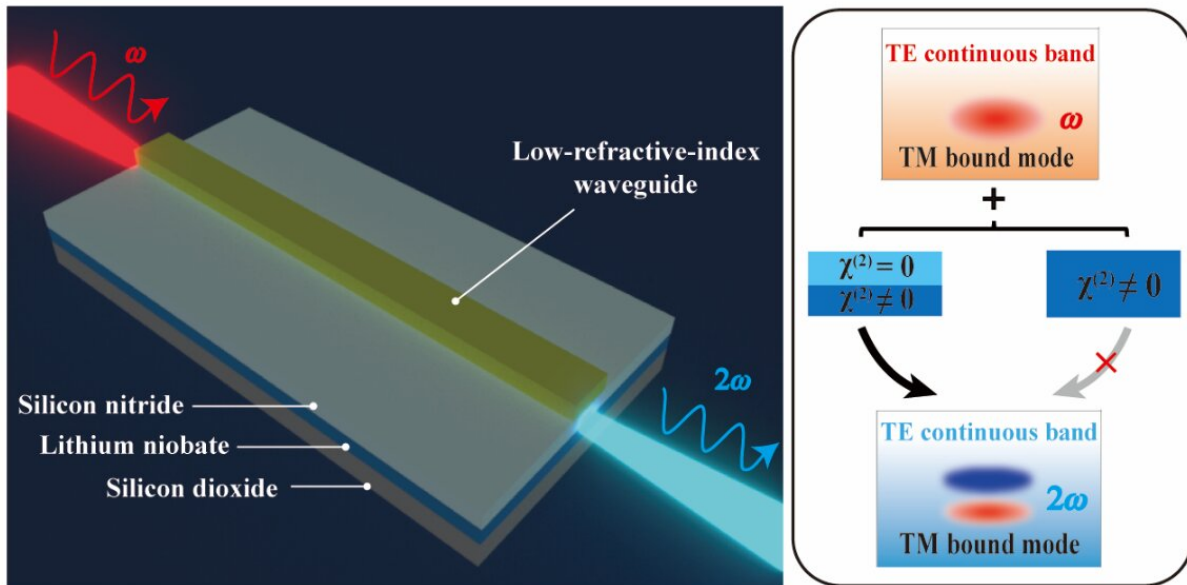 ω
Low-refractive-index
waveguide
2ω
Silicon nitride
Lithium niobate
Silicon dioxide
TE continuous band
ω
TM bound mode
+
χ⁽²⁾ = 0
χ⁽²⁾ ≠ 0
χ⁽²⁾ ≠ 0
TE continuous band
2ω
TM bound mode